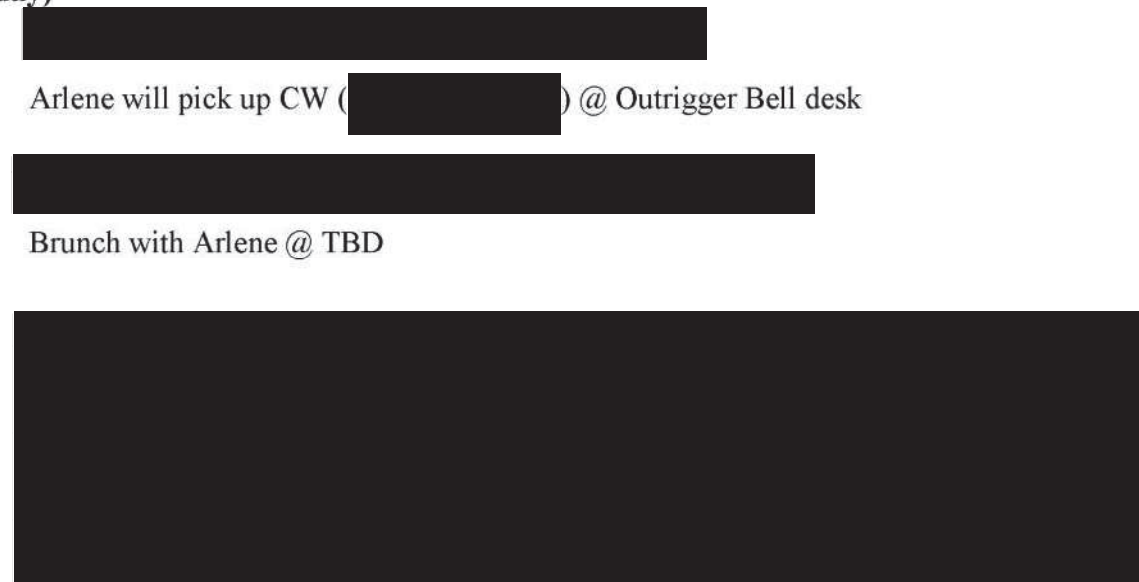 Arlene will pick up CW ( ) @ Outrigger Bell desk
Brunch with Arlene @ TBD